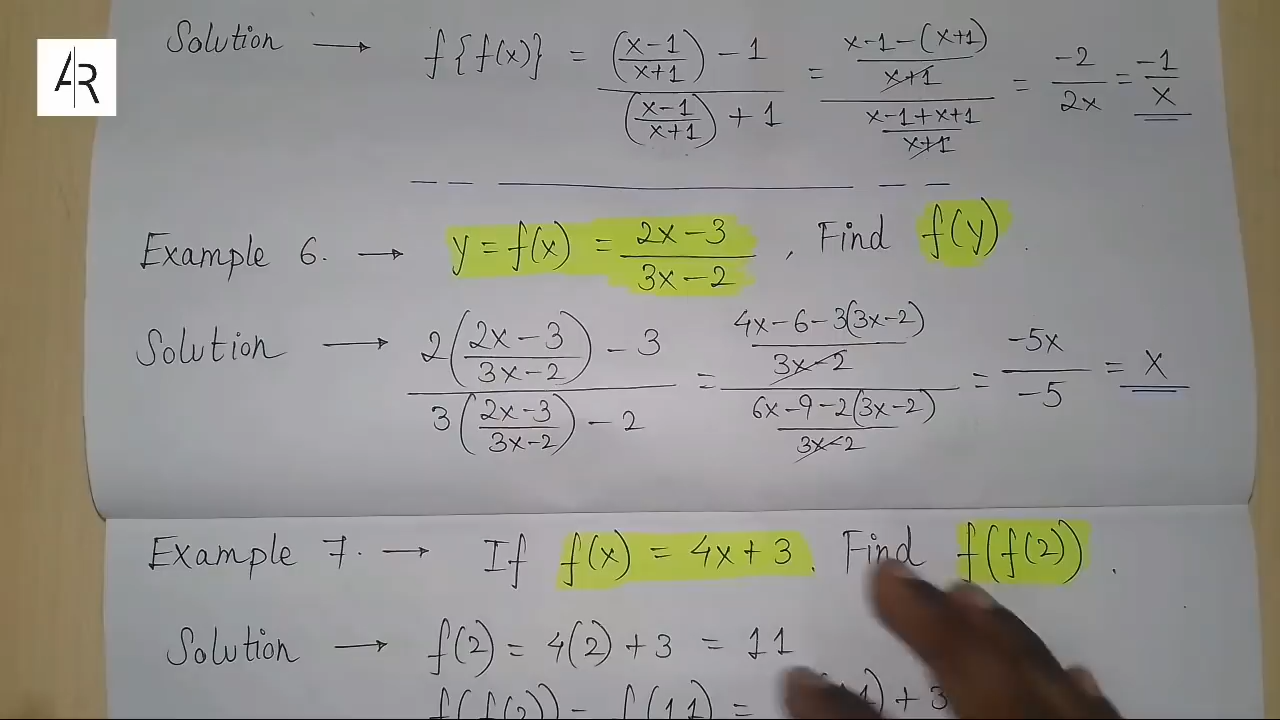 AR
Solution → f{f(x)} = ((x-1)/(x+1)) - 1 / ((x-1)/(x+1)) + 1 = (x-1-(x+1))/(x+1) / (x-1+x+1)/(x+1) = -2/2x = -1/x
Example 6. → y = f(x) = (2x-3)/(3x-2) , Find f(y) .
Solution → 2((2x-3)/(3x-2)) - 3 / 3((2x-3)/(3x-2)) - 2 = (4x-6-3(3x-2))/(3x-2) / (6x-9-2(3x-2))/(3x-2) = -5x/-5 = x
Example 7. → If f(x) = 4x+3 . Find f(f(2)) .
Solution → f(2) = 4(2) + 3 = 11
f(f(2)) = f(11) = + 3